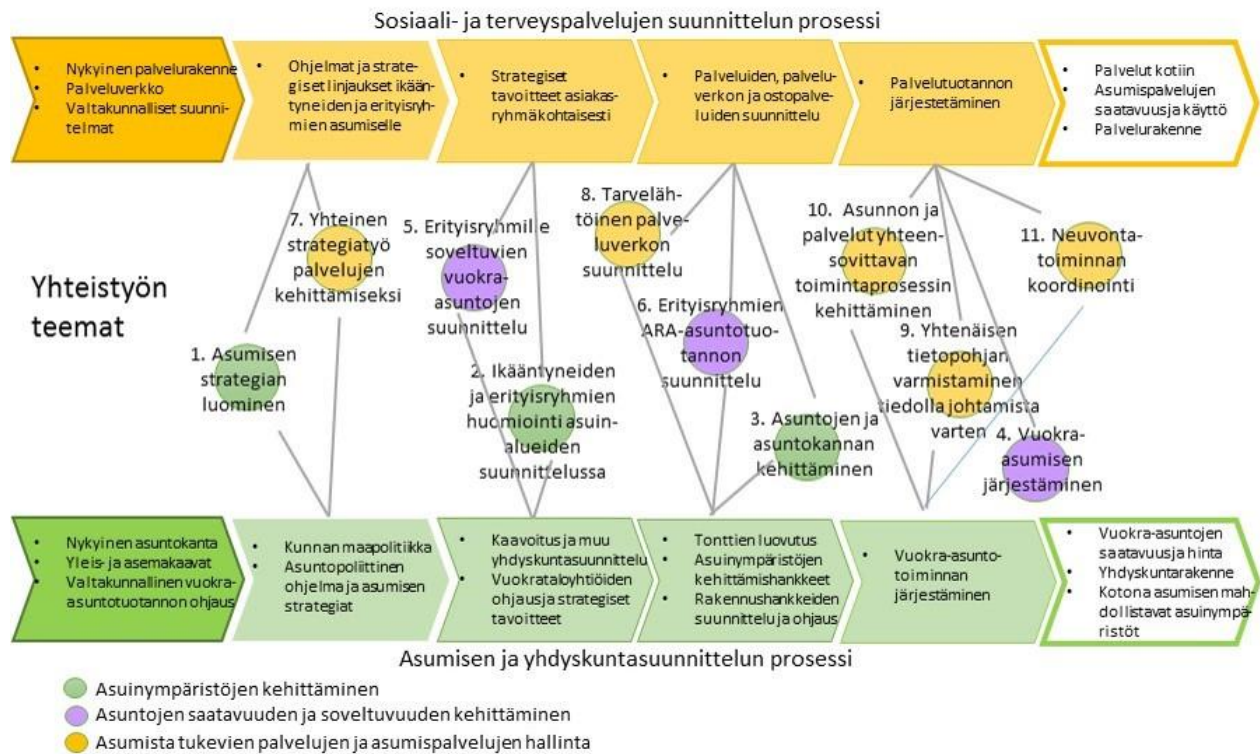 Sosiaali- ja terveyspalvelujen suunnittelun prosessi
• Nykyinen palvelurakenne
• Palveluverkko
• Valtakunnalliset suunni-
telmat
• Ohjelmat ja strate-
giset linjaukset ikään-
tyneiden ja erityisryh-
mien asumiselle
• Strategiset
tavoitteet asiakas-
ryhmäkohtaisesti
• Palveluiden, palvelu-
verkon ja ostopalve-
luiden suunnittelu
• Palvelutuotannon
järjestetäminen
• Palvelut kotiin
• Asumispalvelujen
saatavuus ja käyttö
• Palvelurakenne
Yhteistyön
teemat
1. Asumisen
strategian
luominen
7. Yhteinen
strategiatyö
palvelujen
kehittämiseksi
5. Erityisryhmille
soveltuvien
vuokra-
asuntojen
suunnittelu
2. Ikääntyneiden
ja erityisryhmien
huomiointi asuin-
alueiden
suunnittelussa
8. Tarveläh-
töinen palve-
luverkon
suunnittelu
6. Erityisryhmien
ARA-asuntotuo-
tannon
suunnittelu
3. Asuntojen ja
asuntokannan
kehittäminen
10. Asunnon ja
palvelut yhteen-
sovittavan
toimintaprosessin
kehittäminen
9. Yhtenäisen
tietopohjan
varmistaminen
tiedolla johtamista
varten
11. Neuvonta-
toiminnan
koordinointi
4. Vuokra-
asumisen
järjestäminen
• Nykyinen asuntokanta
• Yleis- ja asemakaavat
• Valtakunnallinen vuokra-
asuntotuotannon ohjaus
• Kunnan maapolitiikka
• Asuntopoliittinen
ohjelma ja asumisen
strategiat
• Kaavoitus ja muu
yhdyskuntasuunnittelu
• Vuokrataloyhtiöiden
ohjaus ja strategiset
tavoitteet
• Tonttien luovutus
• Asuinympäristöjen
kehittämishankkeet
• Rakennushankkeiden
suunnittelu ja ohjaus
• Vuokra-asunto-
toiminnan
järjestäminen
• Vuokra-asuntojen
saatavuus ja hinta
• Yhdyskuntarakenne
• Kotona asumisen mah-
dollistavat asuinympä-
ristöt
Asumisen ja yhdyskuntasuunnittelun prosessi
Asuinympäristöjen kehittäminen
Asuntojen saatavuuden ja soveltuvuuden kehittäminen
Asumista tukevien palvelujen ja asumispalvelujen hallinta